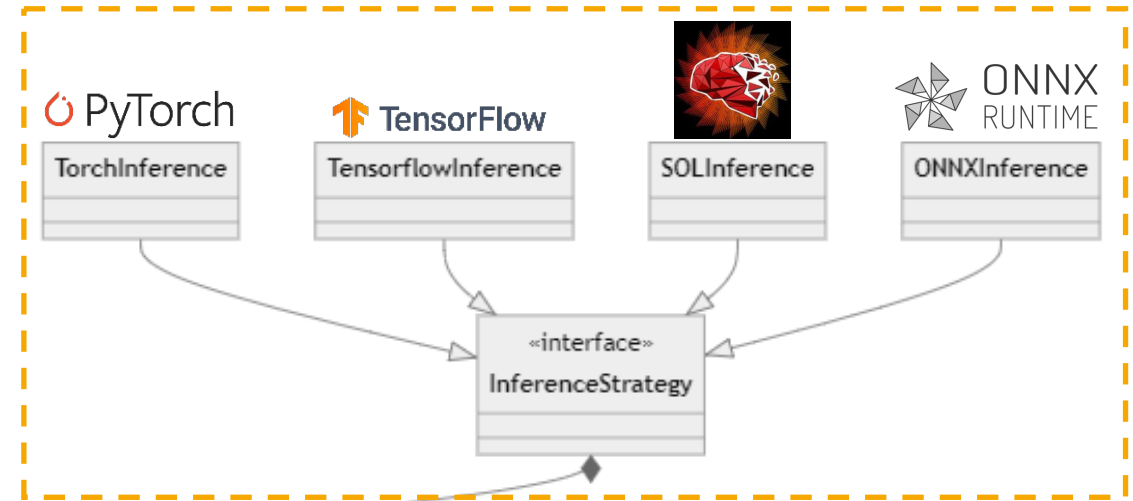 PyTorch
TensorFlow
ONNX
RUNTIME
TorchInference
TensorflowInference
SOLInference
ONNXInference
«interface»
InferenceStrategy